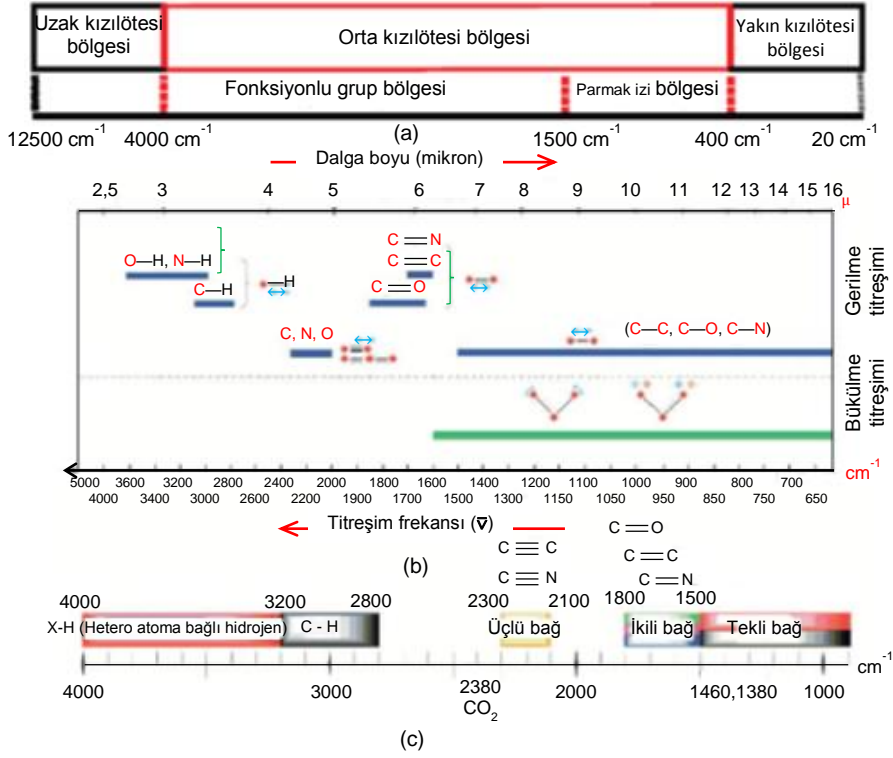 Uzak kızılötesi
bölgesi
Orta kızılötesi bölgesi
Yakın kızılötesi
bölgesi
Fonksiyonlu grup bölgesi
Parmak izi bölgesi
12500 cm⁻¹ 4000 cm⁻¹ 1500 cm⁻¹ 400 cm⁻¹ 20 cm⁻¹
(a)
Dalga boyu (mikron)
2,5 3 4 5 6 7 8 9 10 11 12 13 14 15 16 μ
O—H, N—H
C—H
—H
C═N
C═C
C═O
C, N, O
(C—C, C—O, C—N)
Gerilme
titreşimi
Bükülme
titreşimi
5000 3600 3200 2800 2400 2000 1800 1600 1400 1200 1100 1000 900 800 700 cm⁻¹
4000 3400 3000 2600 2200 1900 1700 1500 1300 1150 1050 950 850 750 650
Titreşim frekansı (v̅)
(b)
C≡C
C≡N
C═O
C═C
C═N
4000 3200 2800 2300 2100 1800 1500
X-H (Hetero atoma bağlı hidrojen)
C - H
Üçlü bağ
İkili bağ
Tekli bağ
cm⁻¹
4000 3000 2380 2000 1460,1380 1000
CO₂
(c)